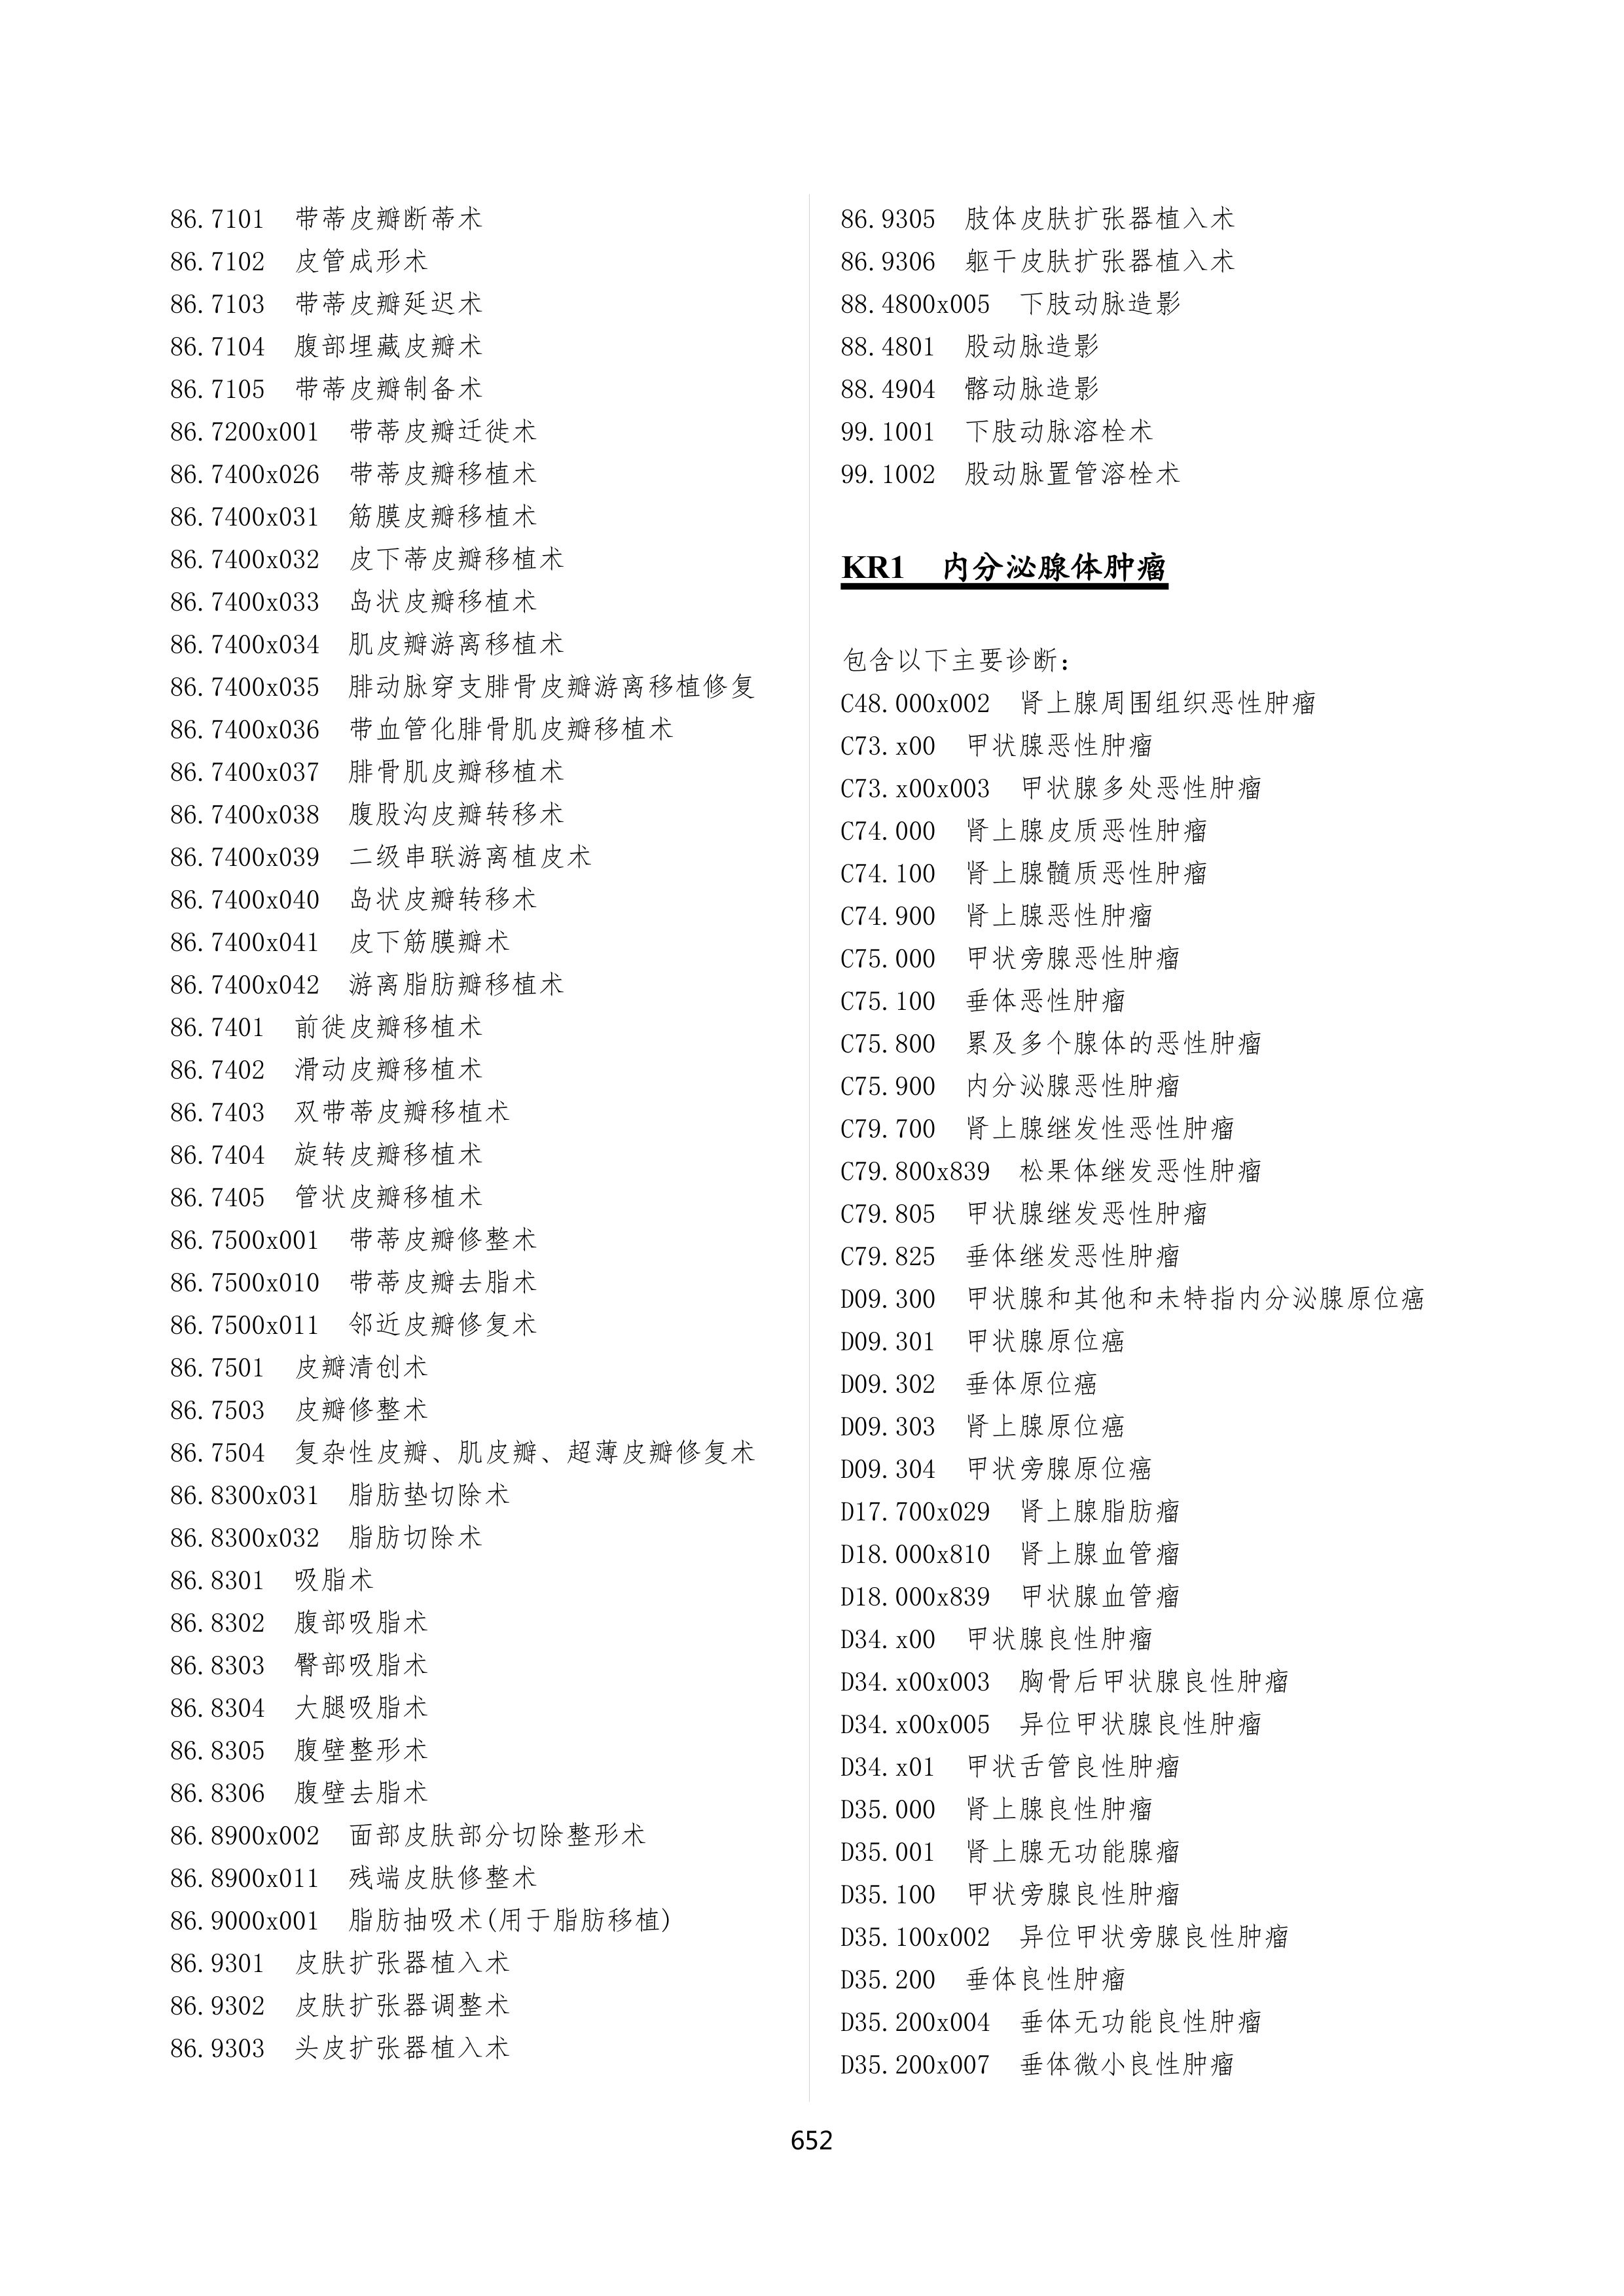 86.7101 带蒂皮瓣断蒂术
86.7102 皮管成形术
86.7103 带蒂皮瓣延迟术
86.7104 腹部埋藏皮瓣术
86.7105 带蒂皮瓣制备术
86.7200x001 带蒂皮瓣迁徙术
86.7400x026 带蒂皮瓣移植术
86.7400x031 筋膜皮瓣移植术
86.7400x032 皮下蒂皮瓣移植术
86.7400x033 岛状皮瓣移植术
86.7400x034 肌皮瓣游离移植术
86.7400x035 腓动脉穿支腓骨皮瓣游离移植修复
86.7400x036 带血管化腓骨肌皮瓣移植术
86.7400x037 腓骨肌皮瓣移植术
86.7400x038 腹股沟皮瓣转移术
86.7400x039 二级串联游离植皮术
86.7400x040 岛状皮瓣转移术
86.7400x041 皮下筋膜瓣术
86.7400x042 游离脂肪瓣移植术
86.7401 前徙皮瓣移植术
86.7402 滑动皮瓣移植术
86.7403 双带蒂皮瓣移植术
86.7404 旋转皮瓣移植术
86.7405 管状皮瓣移植术
86.7500x001 带蒂皮瓣修整术
86.7500x010 带蒂皮瓣去脂术
86.7500x011 邻近皮瓣修复术
86.7501 皮瓣清创术
86.7503 皮瓣修整术
86.7504 复杂性皮瓣、肌皮瓣、超薄皮瓣修复术
86.8300x031 脂肪垫切除术
86.8300x032 脂肪切除术
86.8301 吸脂术
86.8302 腹部吸脂术
86.8303 臀部吸脂术
86.8304 大腿吸脂术
86.8305 腹壁整形术
86.8306 腹壁去脂术
86.8900x002 面部皮肤部分切除整形术
86.8900x011 残端皮肤修整术
86.9000x001 脂肪抽吸术(用于脂肪移植)
86.9301 皮肤扩张器植入术
86.9302 皮肤扩张器调整术
86.9303 头皮扩张器植入术
86.9305 肢体皮肤扩张器植入术
86.9306 躯干皮肤扩张器植入术
88.4800x005 下肢动脉造影
88.4801 股动脉造影
88.4904 髂动脉造影
99.1001 下肢动脉溶栓术
99.1002 股动脉置管溶栓术
KR1 内分泌腺体肿瘤
包含以下主要诊断：
C48.000x002 肾上腺周围组织恶性肿瘤
C73.x00 甲状腺恶性肿瘤
C73.x00x003 甲状腺多处恶性肿瘤
C74.000 肾上腺皮质恶性肿瘤
C74.100 肾上腺髓质恶性肿瘤
C74.900 肾上腺恶性肿瘤
C75.000 甲状旁腺恶性肿瘤
C75.100 垂体恶性肿瘤
C75.800 累及多个腺体的恶性肿瘤
C75.900 内分泌腺恶性肿瘤
C79.700 肾上腺继发性恶性肿瘤
C79.800x839 松果体继发恶性肿瘤
C79.805 甲状腺继发恶性肿瘤
C79.825 垂体继发恶性肿瘤
D09.300 甲状腺和其他和未特指内分泌腺原位癌
D09.301 甲状腺原位癌
D09.302 垂体原位癌
D09.303 肾上腺原位癌
D09.304 甲状旁腺原位癌
D17.700x029 肾上腺脂肪瘤
D18.000x810 肾上腺血管瘤
D18.000x839 甲状腺血管瘤
D34.x00 甲状腺良性肿瘤
D34.x00x003 胸骨后甲状腺良性肿瘤
D34.x00x005 异位甲状腺良性肿瘤
D34.x01 甲状舌管良性肿瘤
D35.000 肾上腺良性肿瘤
D35.001 肾上腺无功能腺瘤
D35.100 甲状旁腺良性肿瘤
D35.100x002 异位甲状旁腺良性肿瘤
D35.200 垂体良性肿瘤
D35.200x004 垂体无功能良性肿瘤
D35.200x007 垂体微小良性肿瘤
652